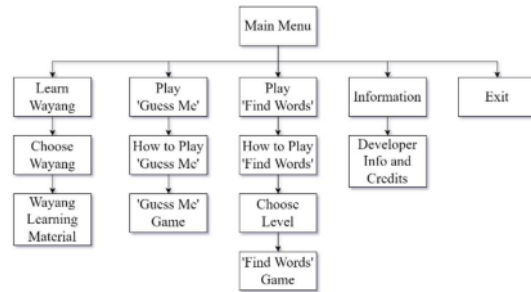 Main Menu
Learn
Wayang
Play
'Guess Me'
Play
'Find Words'
Information
Exit
Choose
Wayang
How to Play
'Guess Me'
How to Play
'Find Words'
Developer
Info and
Credits
Wayang
Learning
Material
'Guess Me'
Game
Choose
Level
'Find Words'
Game